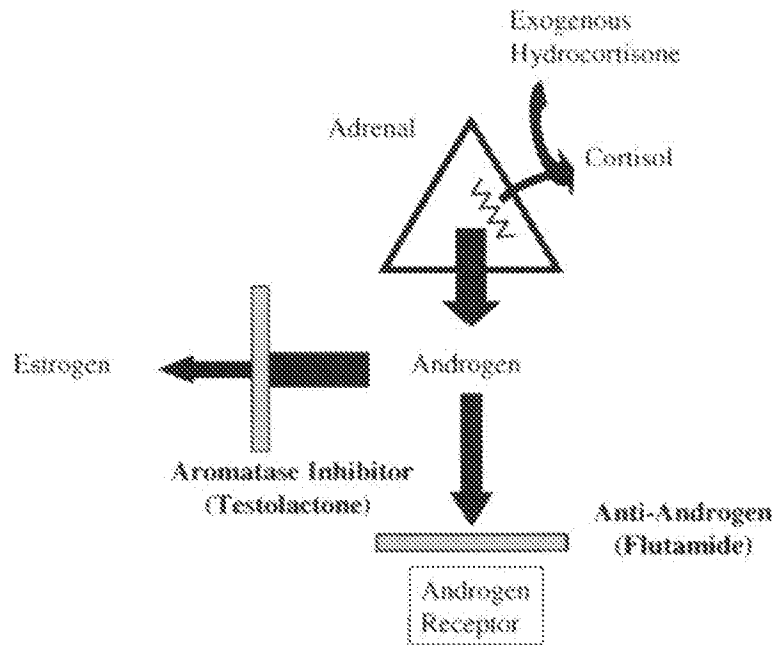 Exogenous
Hydrocortisone
Adrenal
Cortisol
Estrogen
Androgen
Aromatase Inhibitor
(Testolactone)
Anti-Androgen
(Flutamide)
Androgen
Receptor